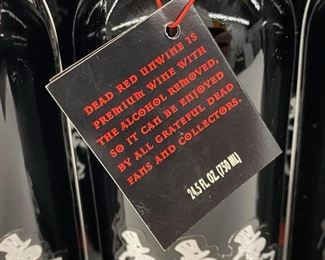 DEAD RED UNWINE IS
PREMIUM WINE WITH
THE ALCOHOL REMOVED,
SO IT CAN BE ENJOYED
BY ALL GRATEFUL DEAD
FANS AND COLLECTORS.
24.5 FL. OZ. (750 ML)